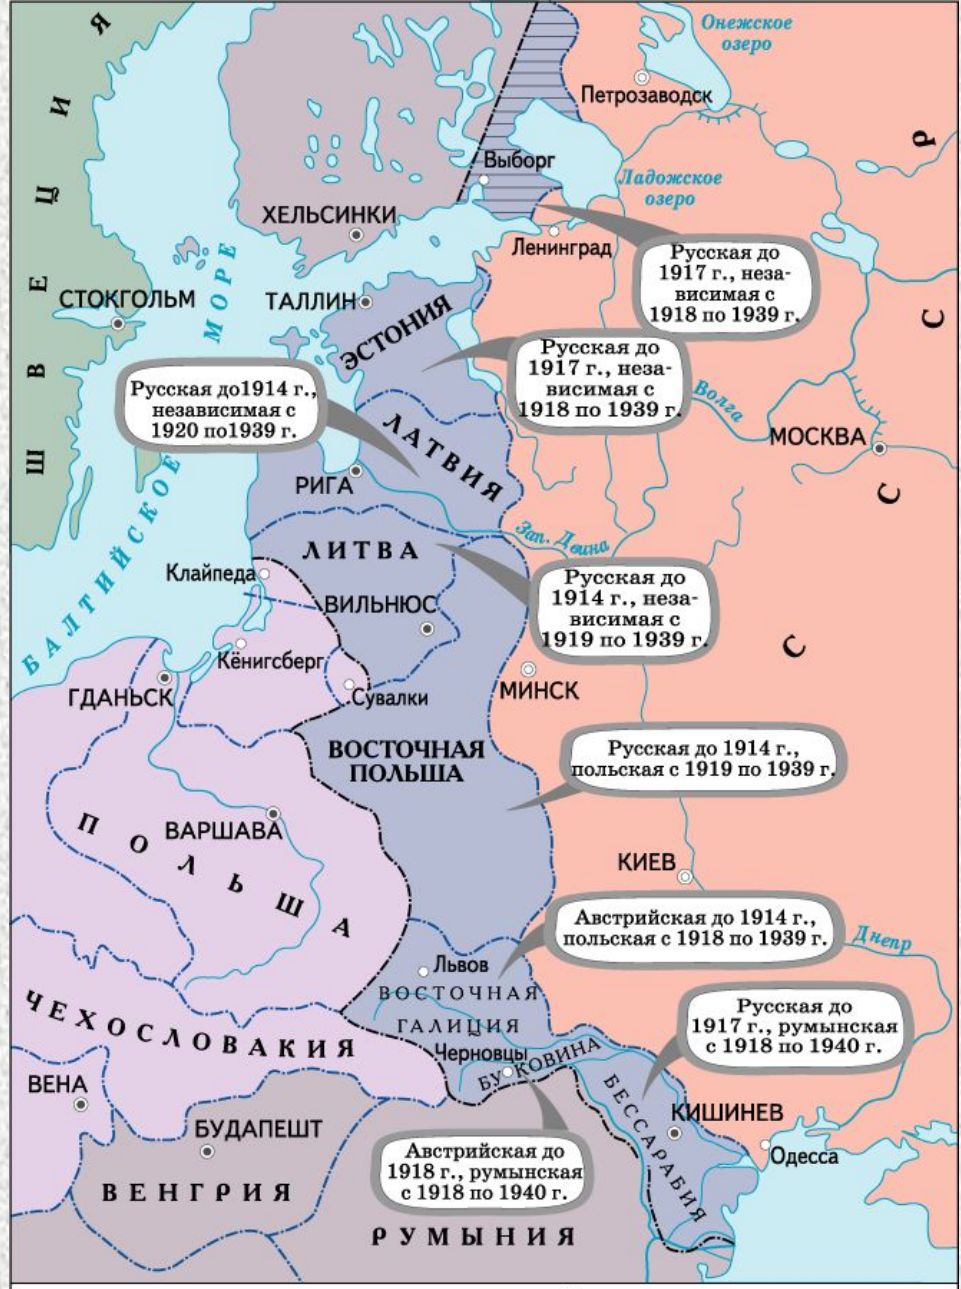 Онежское
озеро
Петрозаводск
ШВЕЦИЯ
СССР
Выборг
Ладожское
озеро
ХЕЛЬСИНКИ
Ленинград
Русская до
1917 г., неза-
висимая с
1918 по 1939 г.
СТОКГОЛЬМ
БАЛТИЙСКОЕ МОРЕ
ТАЛЛИН
ЭСТОНИЯ
Русская до
1917 г., неза-
висимая с
1918 по 1939 г.
Русская до1914 г.,
независимая с
1920 по1939 г.
Волга
МОСКВА
ЛАТВИЯ
РИГА
Зап. Двина
ЛИТВА
Клайпеда
ВИЛЬНЮС
Русская до
1914 г., неза-
висимая с
1919 по 1939 г.
Кёнигсберг
ГДАНЬСК
Сувалки
МИНСК
ВОСТОЧНАЯ
ПОЛЬША
Русская до 1914 г.,
польская с 1919 по 1939 г.
ПОЛЬША
ВАРШАВА
КИЕВ
Австрийская до 1914 г.,
польская с 1918 по 1939 г.
Днепр
Львов
ВОСТОЧНАЯ
ГАЛИЦИЯ
ЧЕХОСЛОВАКИЯ
Черновцы
БУКОВИНА
Русская до
1917 г., румынская
с 1918 по 1940 г.
ВЕНА
БЕССАРАБИЯ
КИШИНЕВ
БУДАПЕШТ
Одесса
Австрийская до
1918 г., румынская
с 1918 по 1940 г.
ВЕНГРИЯ
РУМЫНИЯ